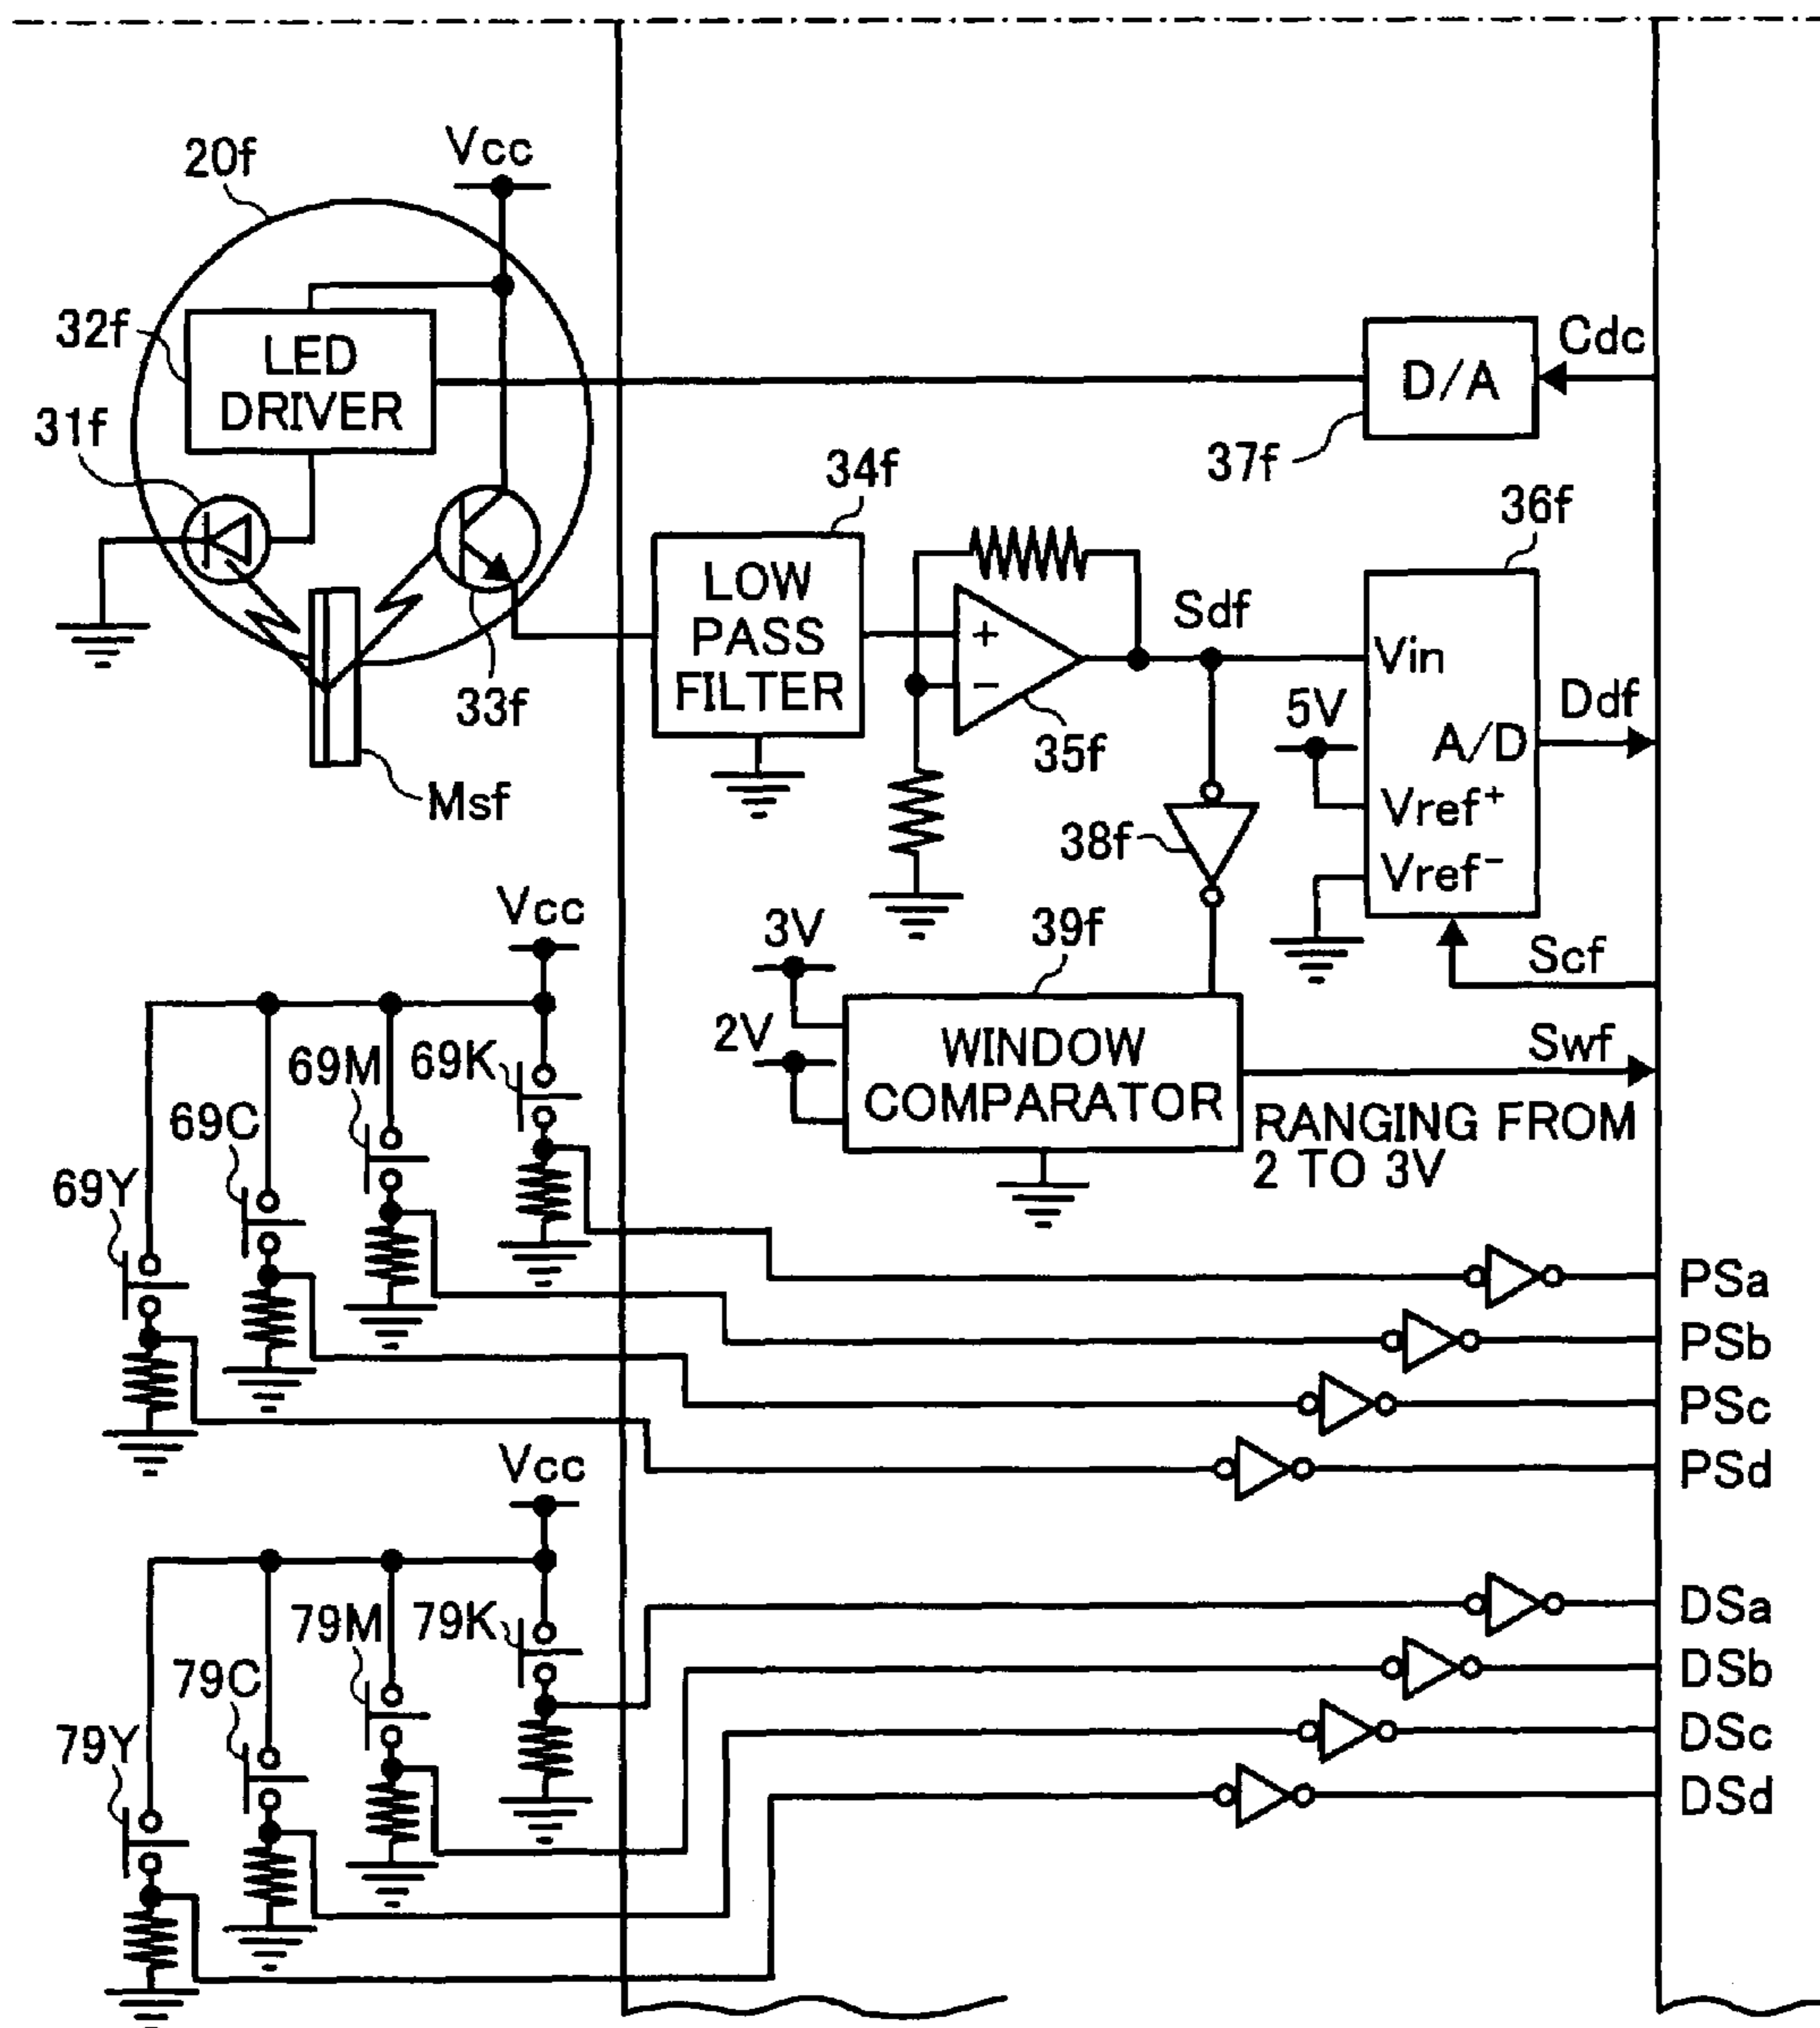 Vcc
20f
32f
LED
DRIVER
31f
33f
Msf
34f
LOW
PASS
FILTER
Cdc
D/A
37f
36f
Sdf
+
−
35f
Vin
5V
A/D
Ddf
Vref+
Vref-
38f
Scf
3V
39f
2V
WINDOW
COMPARATOR
Swf
RANGING FROM
2 TO 3V
Vcc
69K
69M
69C
69Y
PSa
PSb
PSc
PSd
Vcc
79K
79M
79C
79Y
DSa
DSb
DSc
DSd